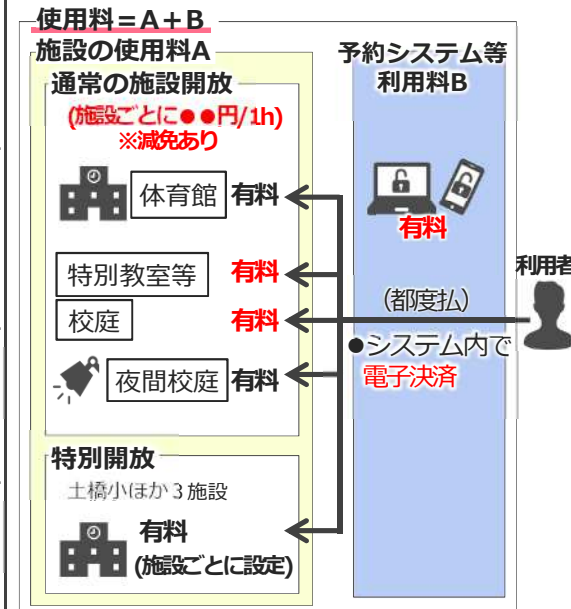 使用料＝A＋B
施設の使用料A
通常の施設開放
(施設ごとに●●円/1h)
※減免あり
体育館 有料
特別教室等 有料
校庭 有料
夜間校庭 有料
特別開放
土橋小ほか３施設
有料
(施設ごとに設定)
予約システム等
利用料B
有料
(都度払)
●システム内で
電子決済
利用者